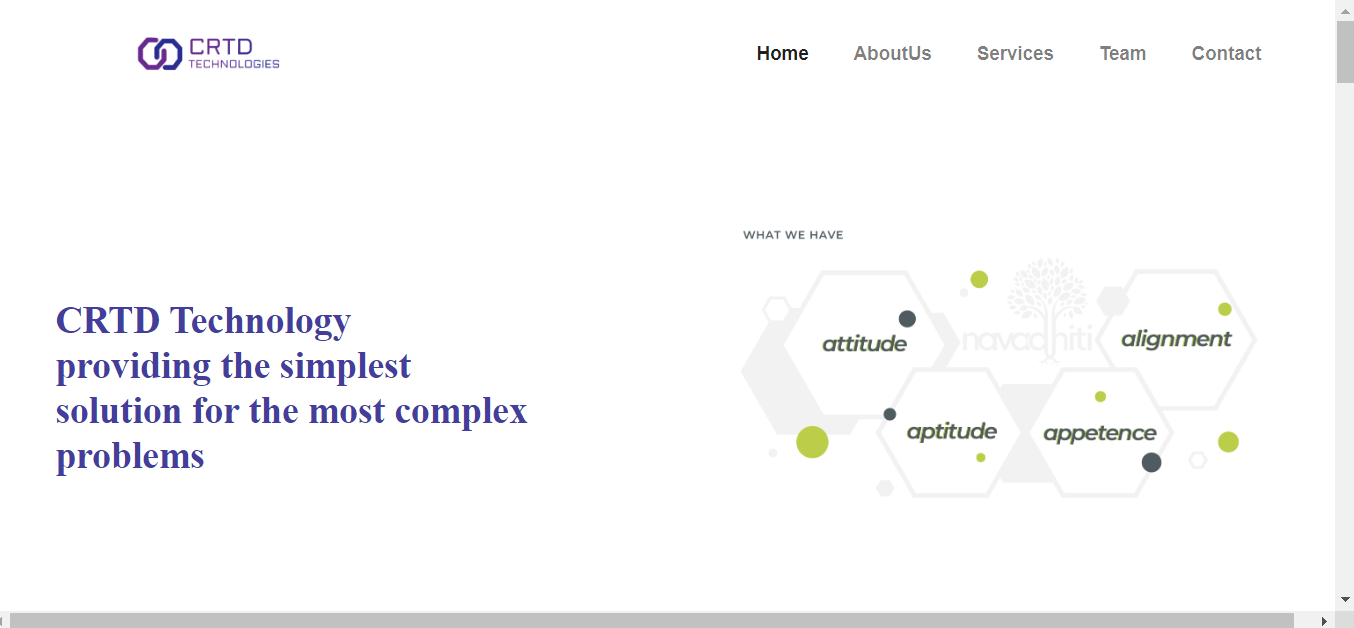 CRTD
TECHNOLOGIES
Home AboutUs Services Team Contact
WHAT WE HAVE
CRTD Technology
providing the simplest
solution for the most complex
problems
attitude
navadhiti
alignment
aptitude
appetence